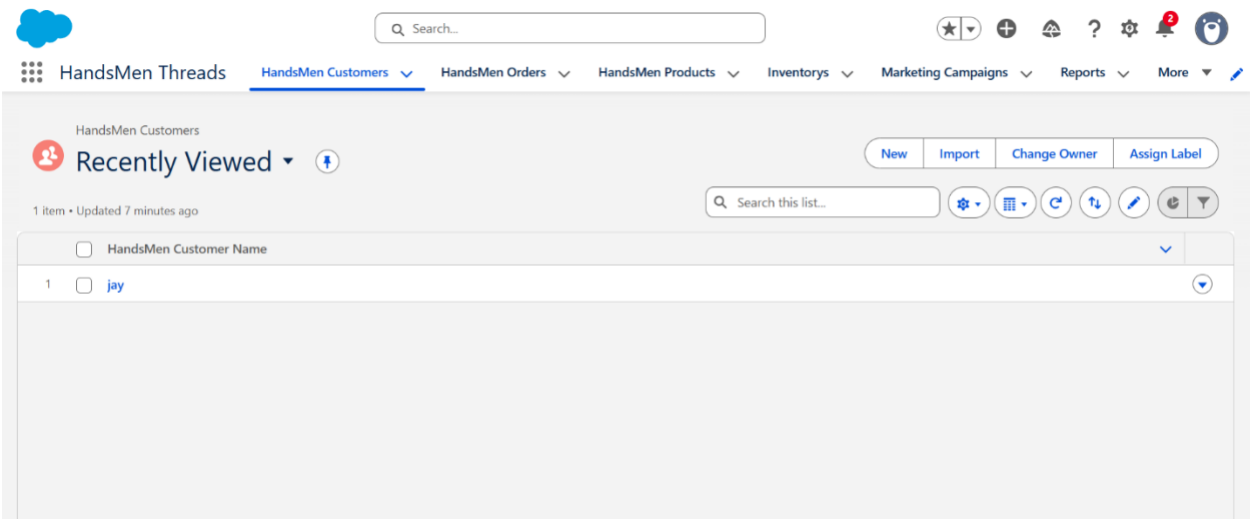 Search...
2
HandsMen Threads HandsMen Customers HandsMen Orders HandsMen Products Inventorys Marketing Campaigns Reports More
HandsMen Customers
Recently Viewed
New Import Change Owner Assign Label
1 item • Updated 7 minutes ago
Search this list...
HandsMen Customer Name
1 jay